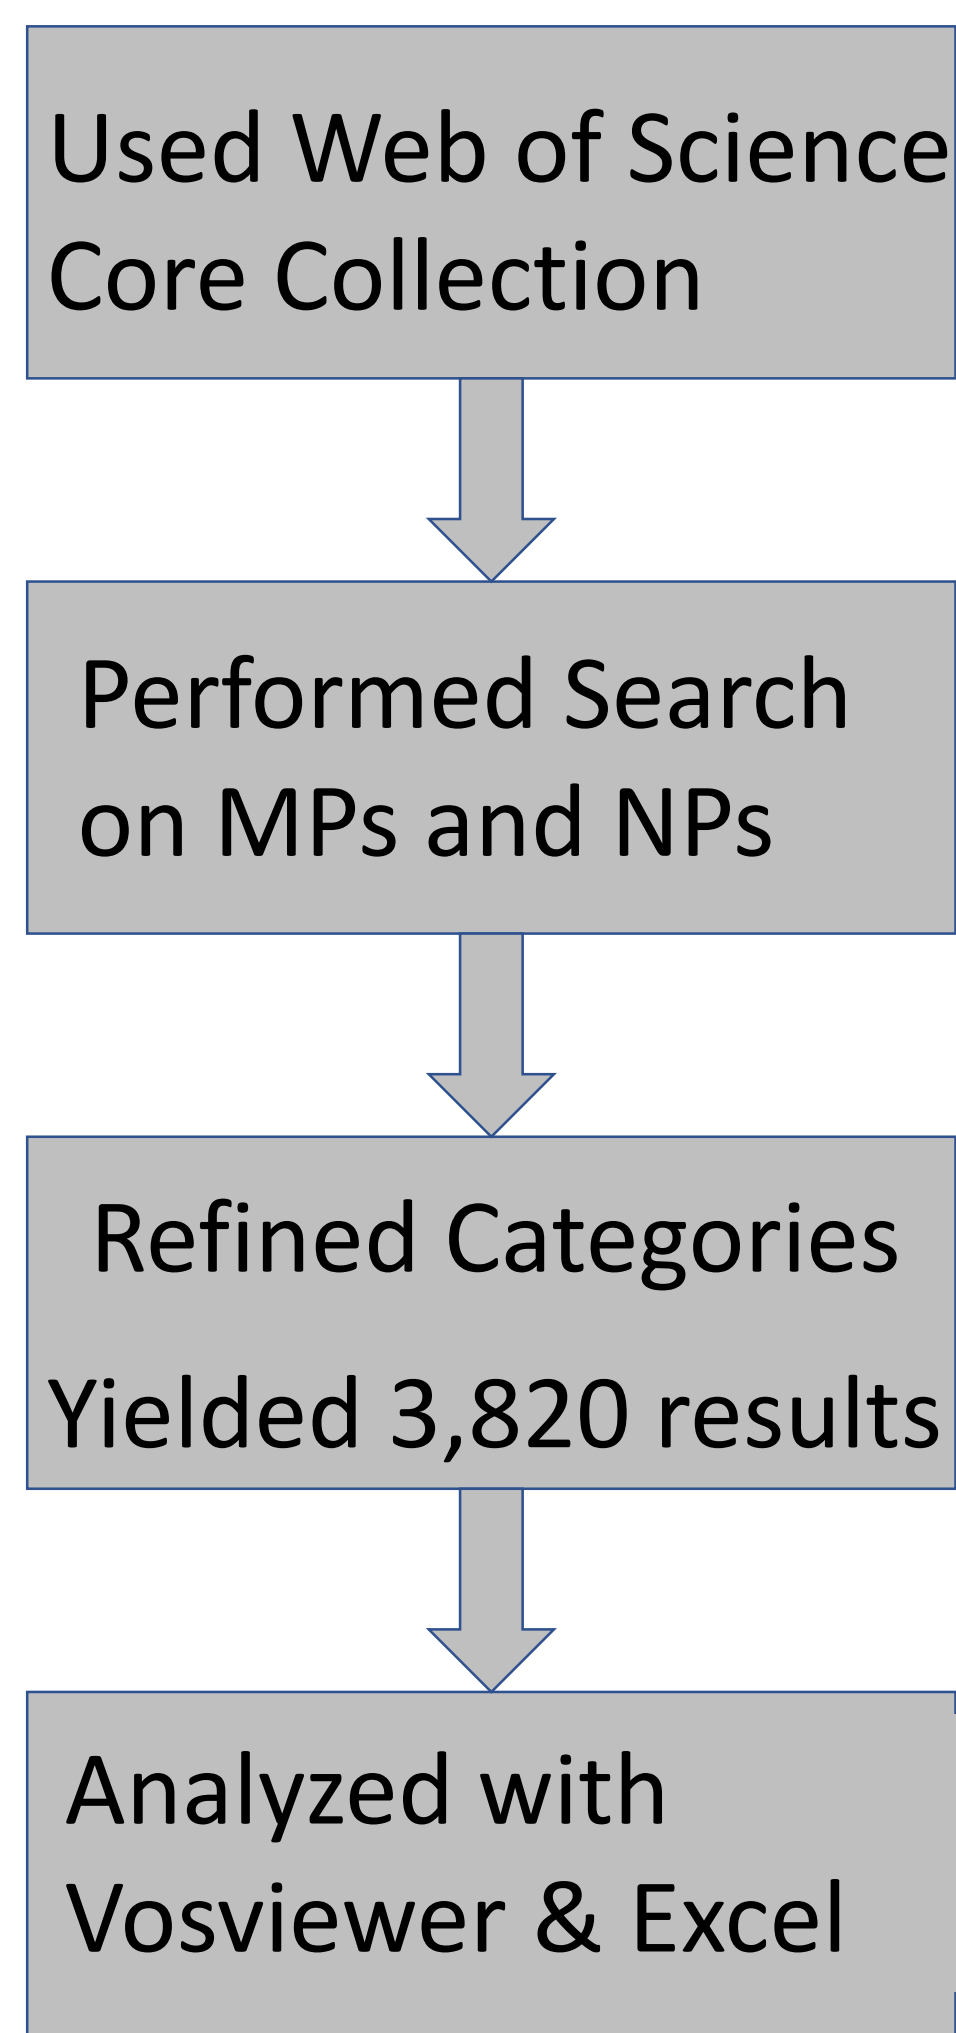 Used Web of Science
Core Collection
Performed Search
on MPs and NPs
Refined Categories
Yielded 3,820 results
Analyzed with
Vosviewer & Excel